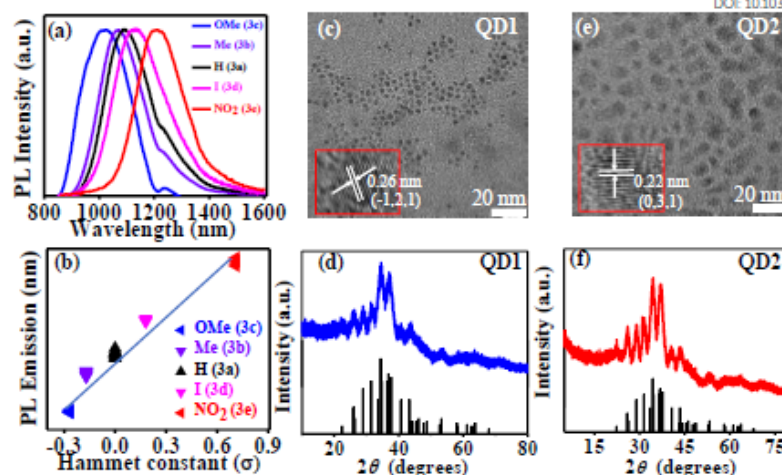 DOI: 10.103
(a)
OMe (3c)
Me (3b)
H (3a)
I (3d)
NO2 (3e)
PL Intensity (a.u.)
800 1000 1200 1400 1600
Wavelength (nm)
(c) QD1
0.26 nm
(-1,2,1)
20 nm
(e) QD2
0.22 nm
(0,3,1)
20 nm
(b)
OMe (3c)
Me (3b)
H (3a)
I (3d)
NO2 (3e)
PL Emission (nm)
-0.3 0.0 0.3 0.6 0.9
Hammet constant (σ)
(d) QD1
Intensity (a.u.)
20 40 60 80
2θ (degrees)
(f) QD2
Intensity (a.u.)
15 30 45 60 75
2θ (degrees)